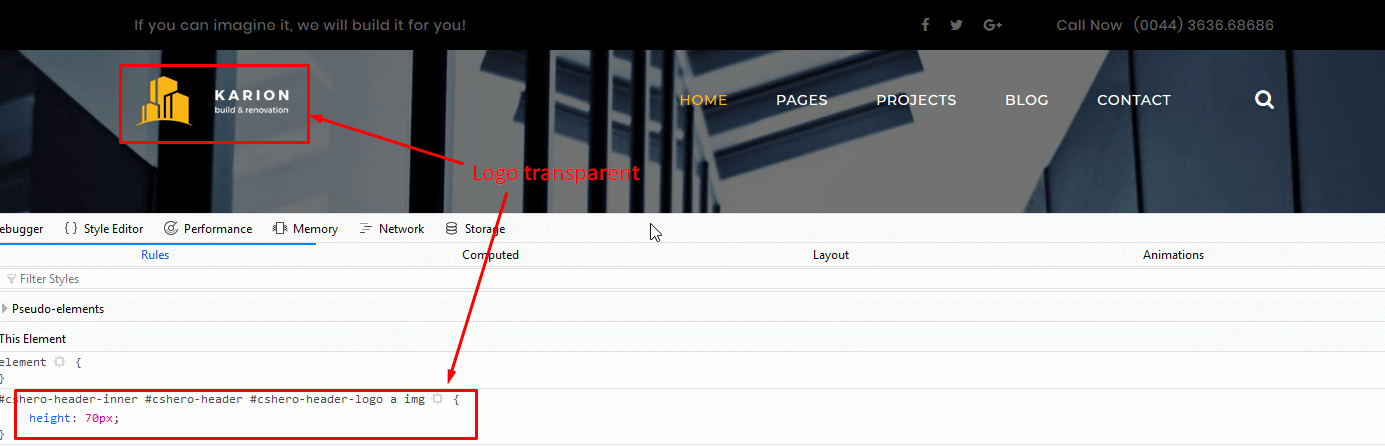 If you can imagine it, we will build it for you!
Call Now (0044) 3636.68686
KARION
build & renovation
HOME PAGES PROJECTS BLOG CONTACT
Logo transparent
ebugger { } Style Editor Performance Memory Network Storage
Rules Computed Layout Animations
Filter Styles
Pseudo-elements
This Element
element {
}
#cshero-header-inner #cshero-header #cshero-header-logo a img {
height: 70px;
}